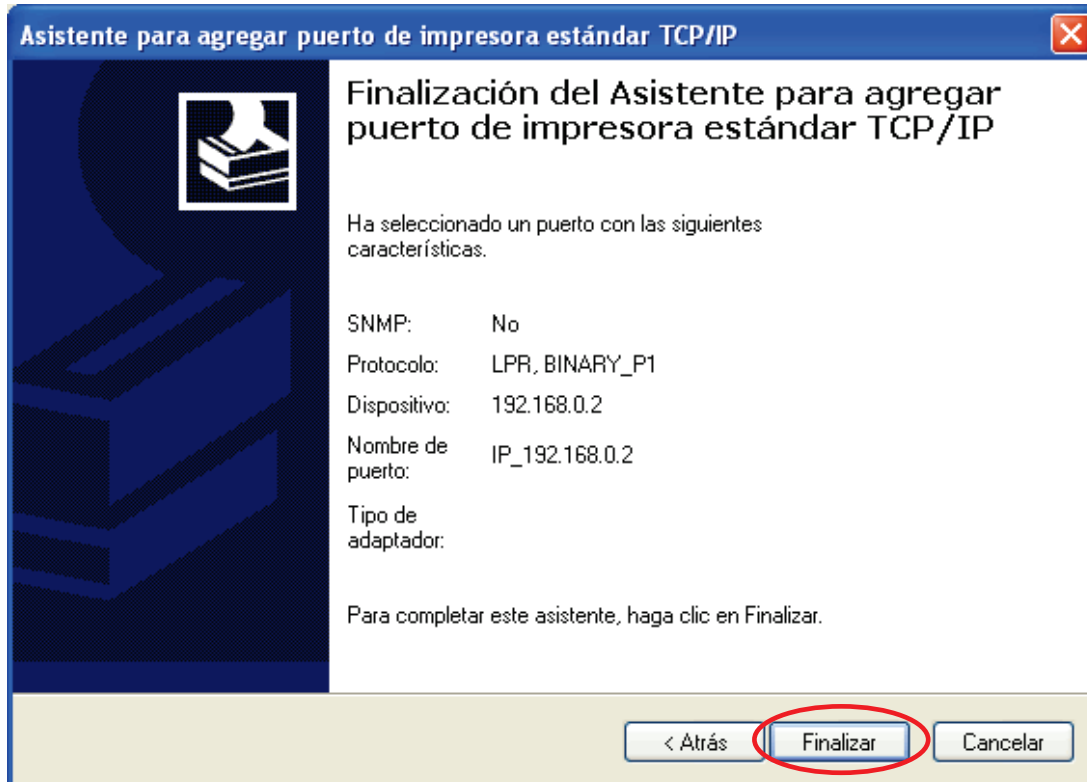 Asistente para agregar puerto de impresora estándar TCP/IP
Finalización del Asistente para agregar
puerto de impresora estándar TCP/IP
Ha seleccionado un puerto con las siguientes
características.
SNMP: No
Protocolo: LPR, BINARY_P1
Dispositivo: 192.168.0.2
Nombre de
puerto: IP_192.168.0.2
Tipo de
adaptador:
Para completar este asistente, haga clic en Finalizar.
< Atrás Finalizar Cancelar